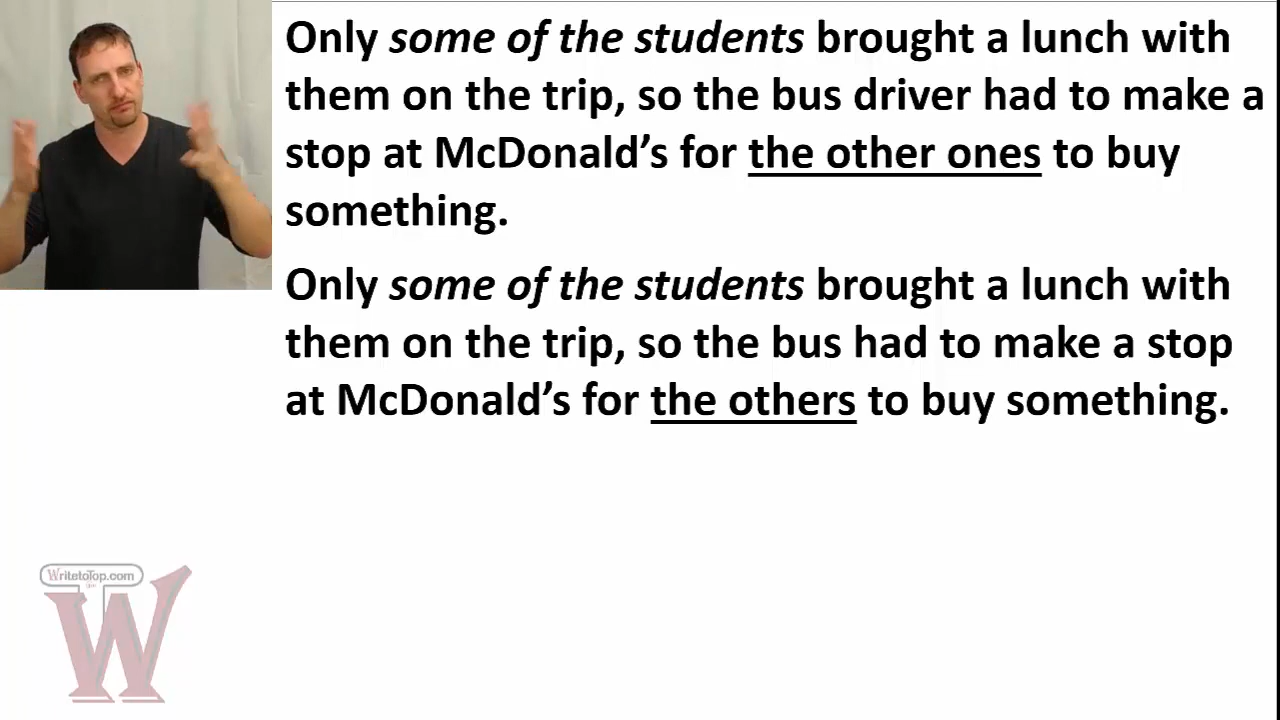 Only some of the students brought a lunch with
them on the trip, so the bus driver had to make a
stop at McDonald’s for the other ones to buy
something.
Only some of the students brought a lunch with
them on the trip, so the bus had to make a stop
at McDonald’s for the others to buy something.
WritetoTop.com
W